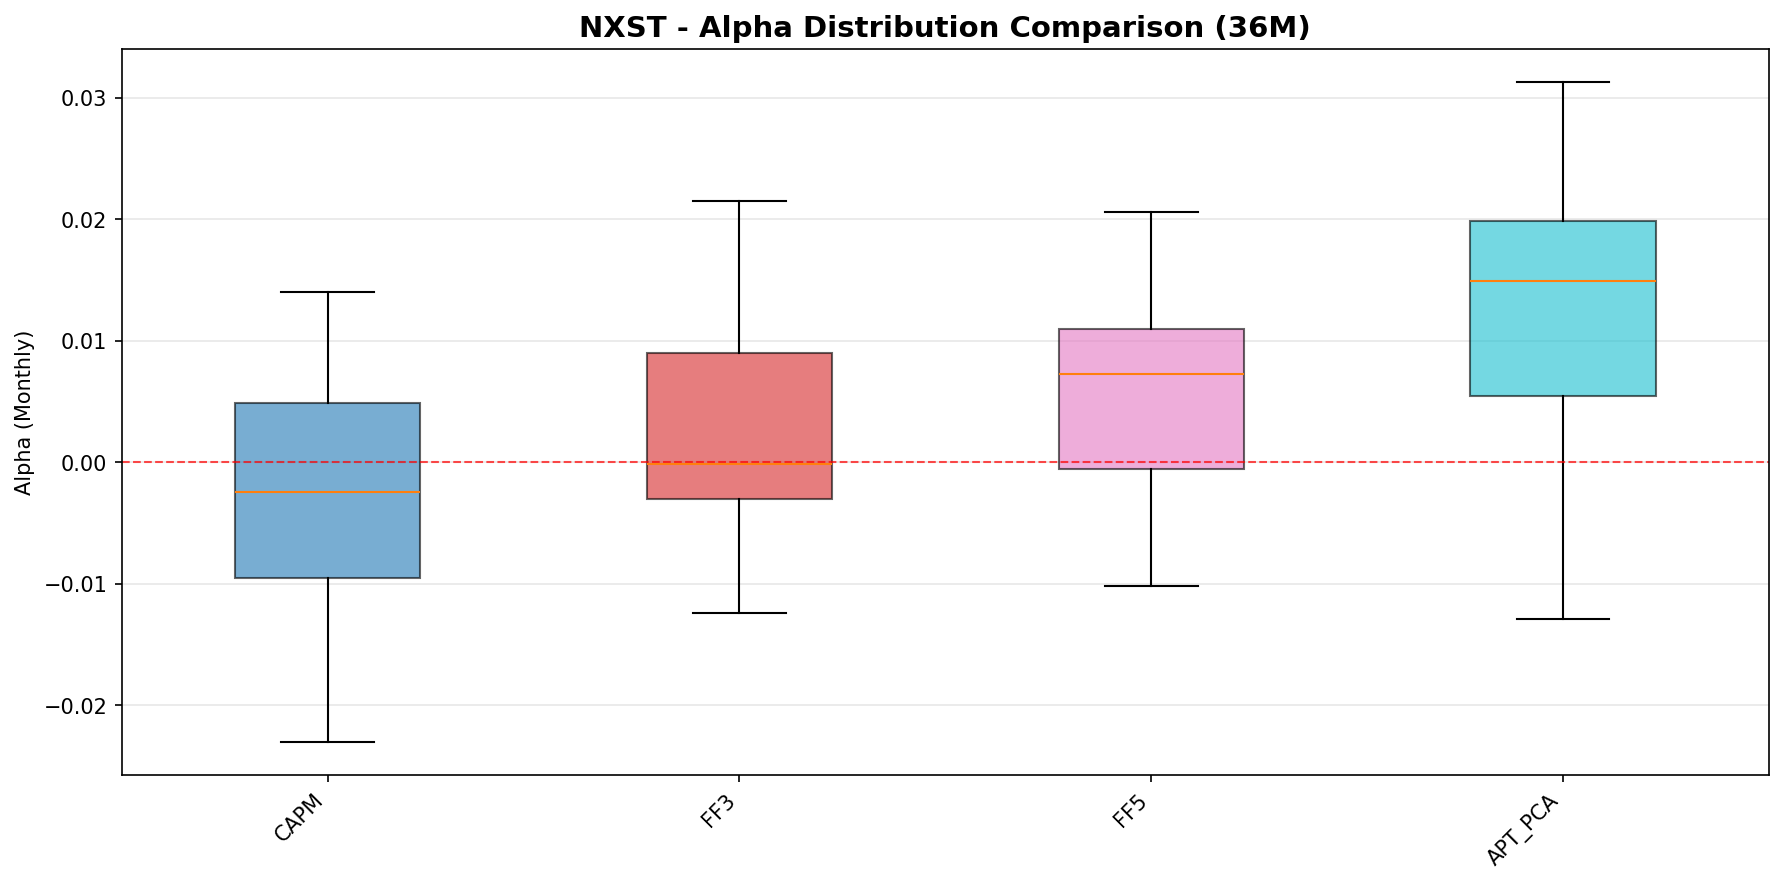 NXST - Alpha Distribution Comparison (36M)
Alpha (Monthly)
0.03
0.02
0.01
0.00
−0.01
−0.02
CAPM
FF3
FF5
APT_PCA